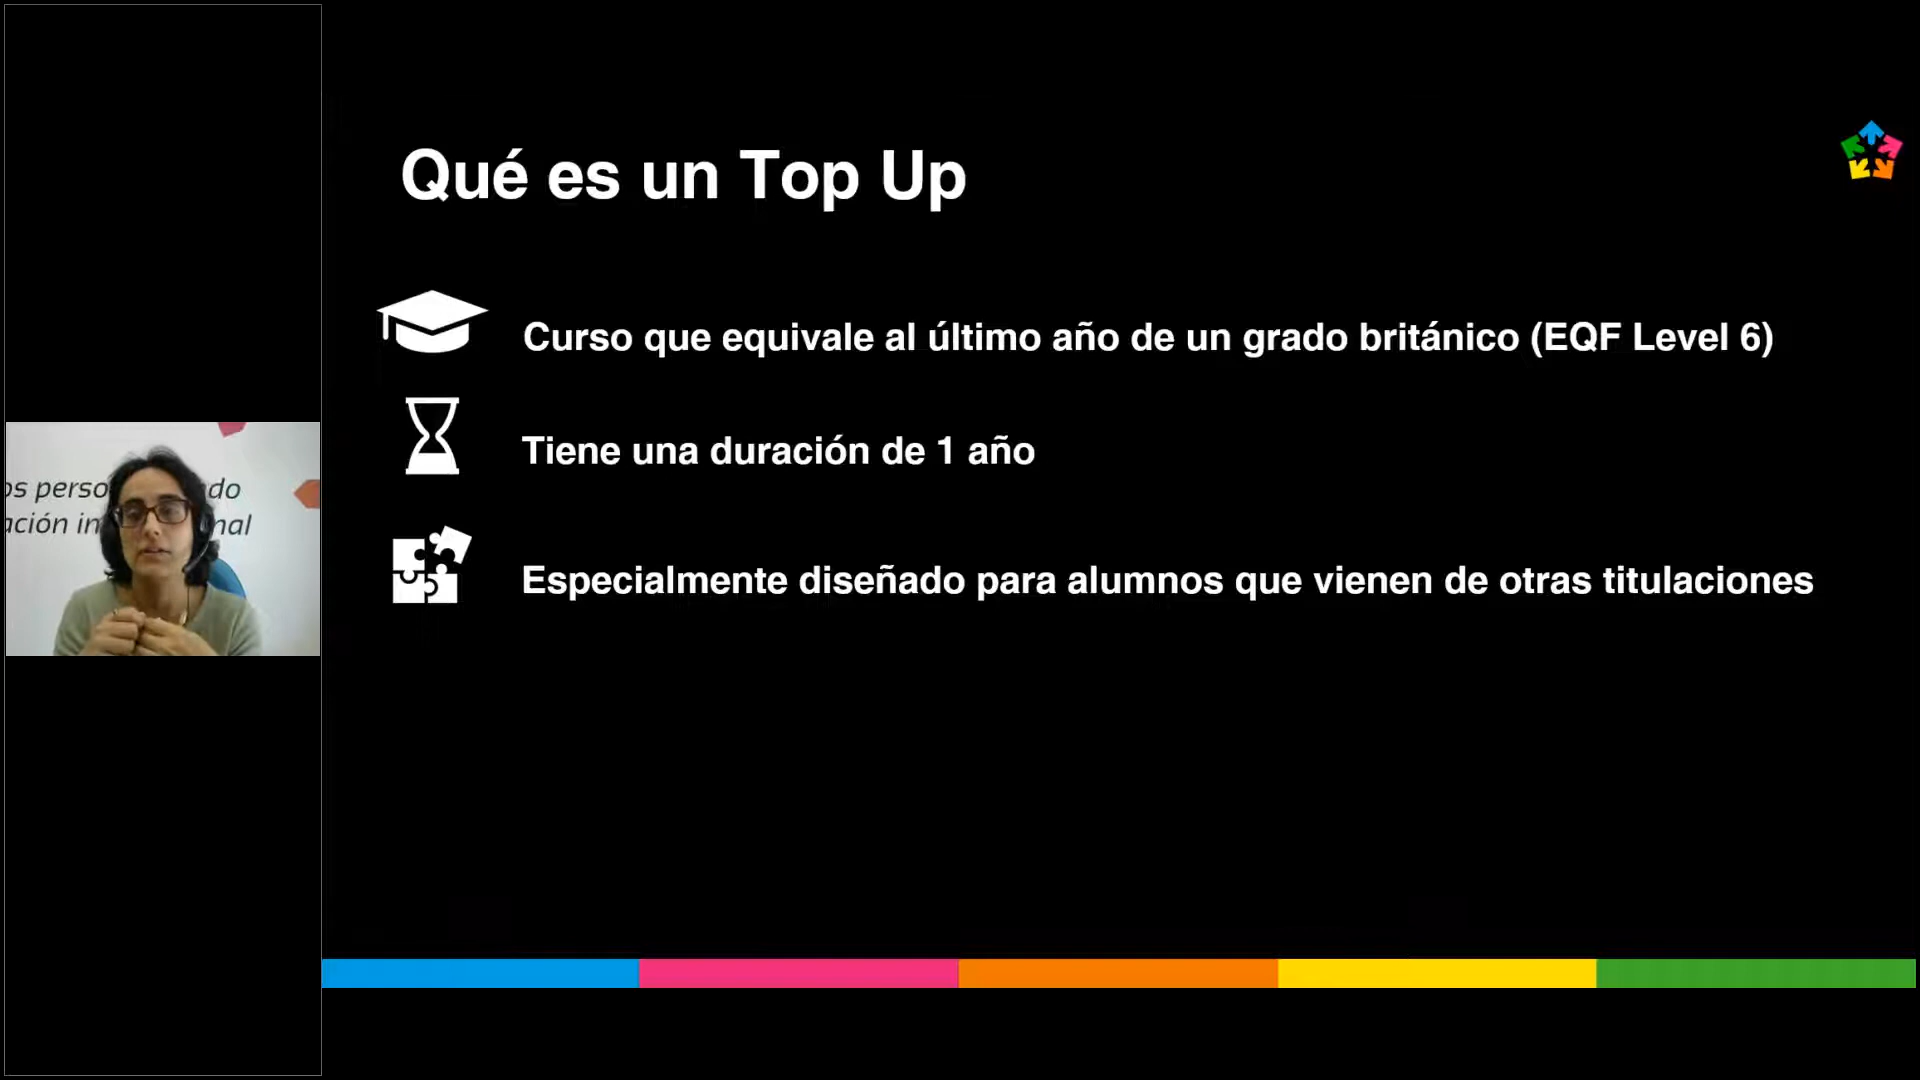 Qué es un Top Up
Curso que equivale al último año de un grado británico (EQF Level 6)
Tiene una duración de 1 año
Especialmente diseñado para alumnos que vienen de otras titulaciones